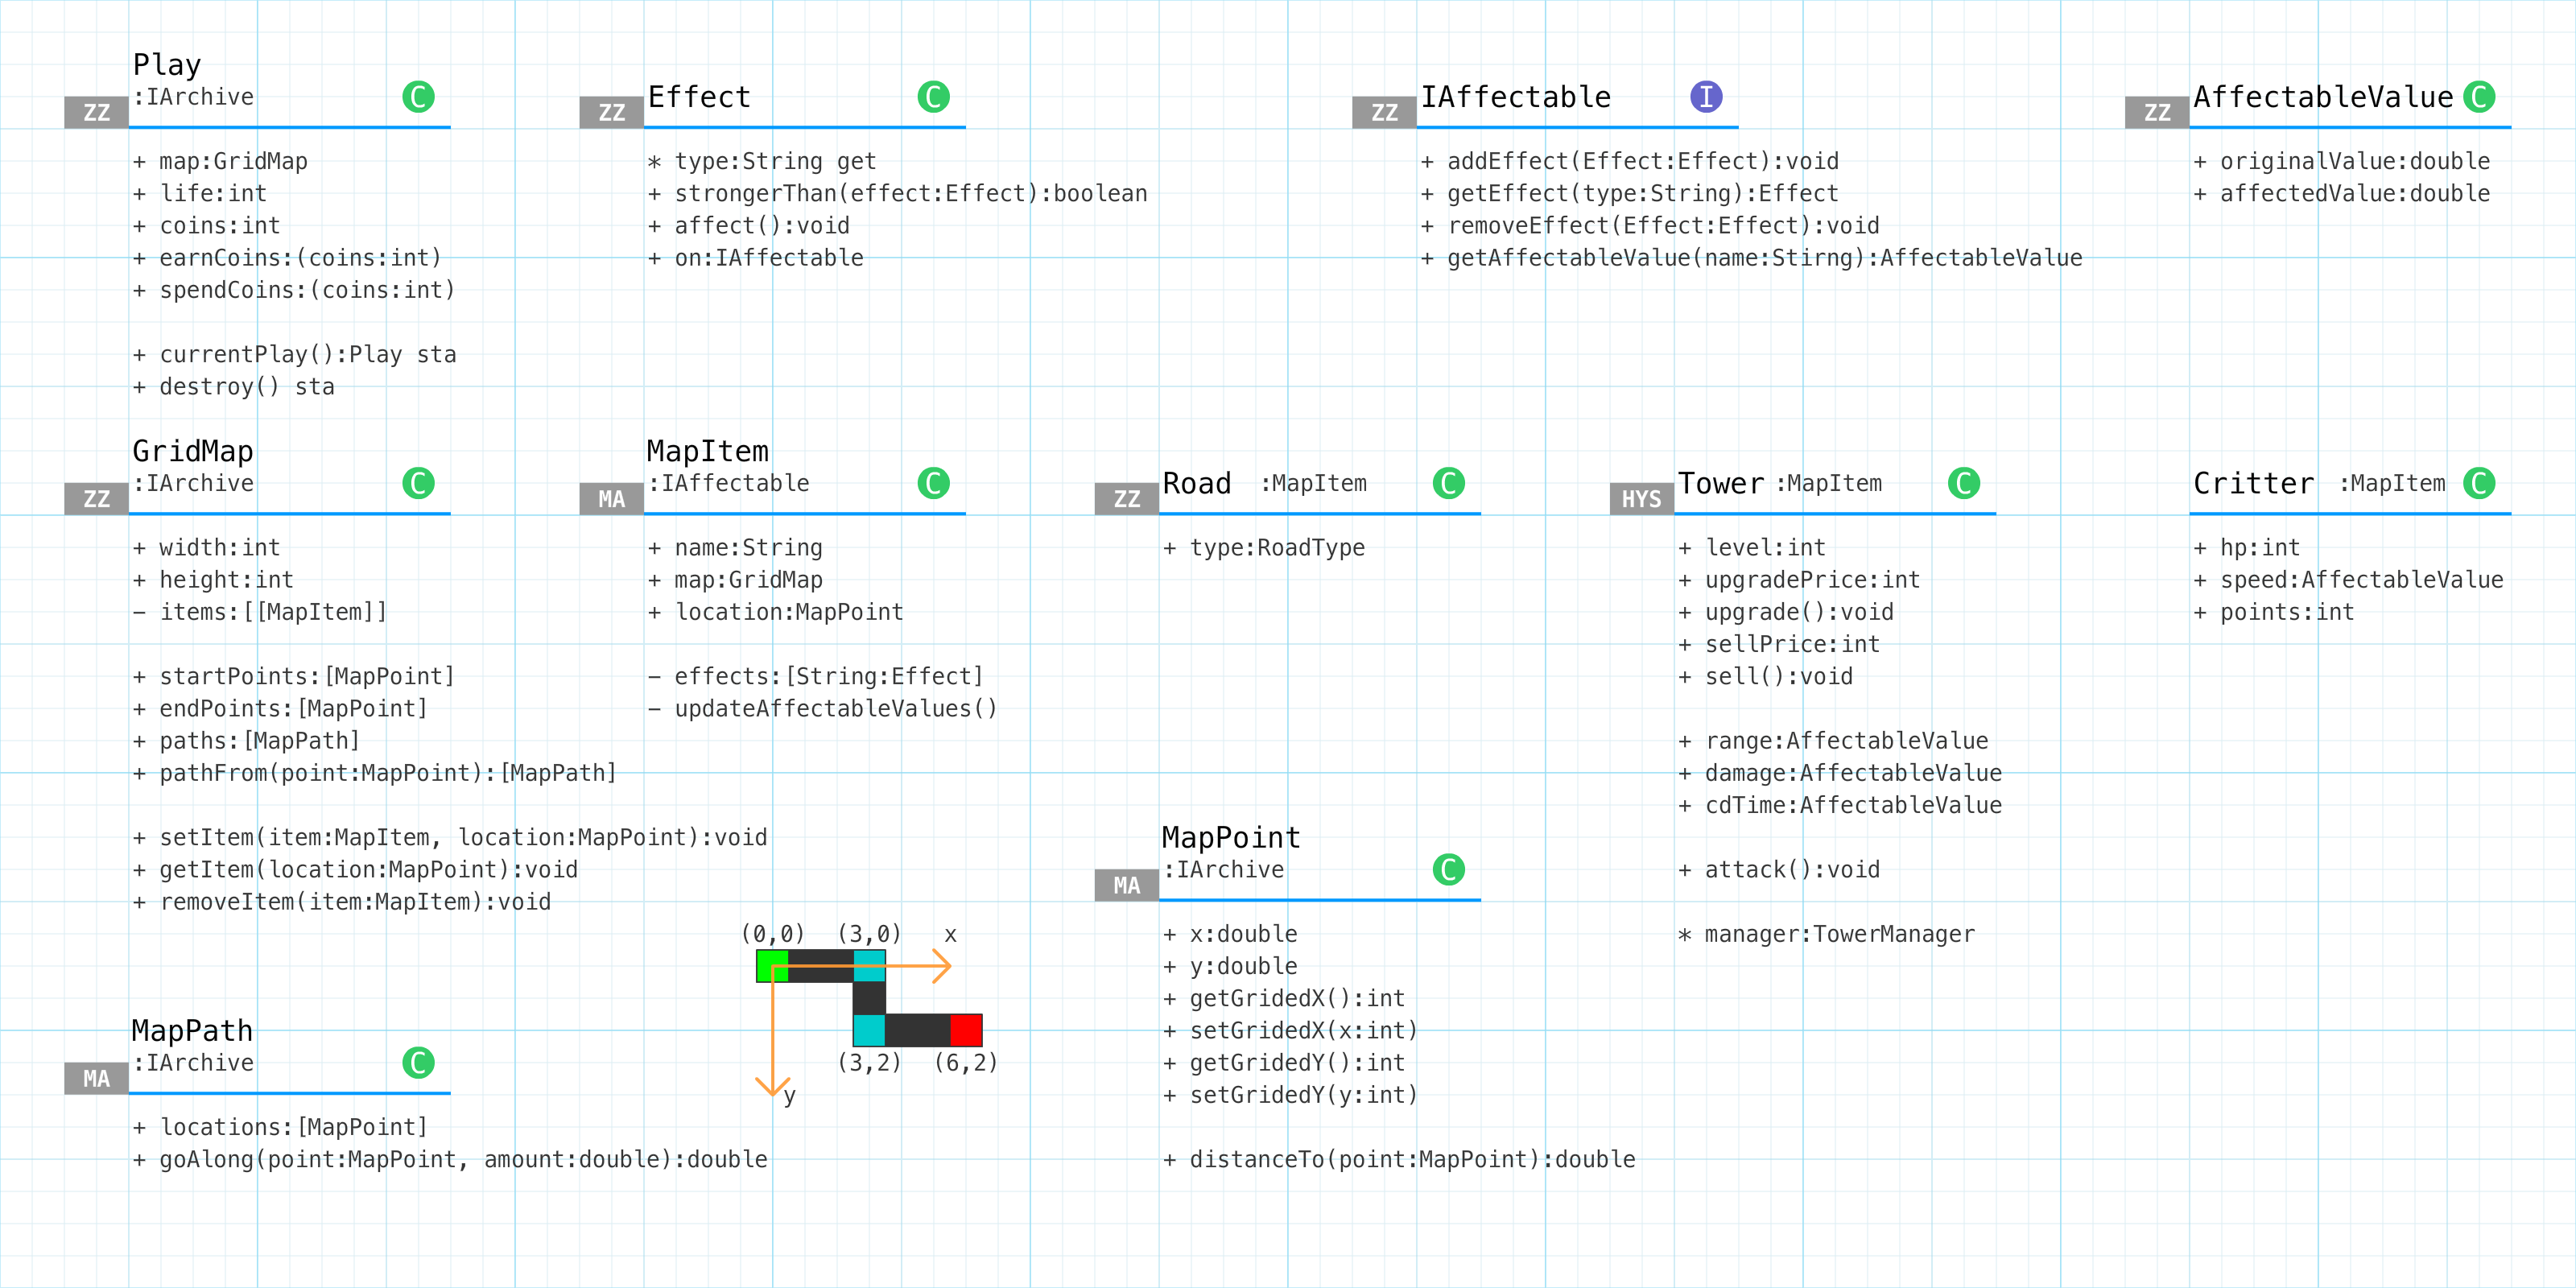 Play
:IArchive
C
ZZ
+ map:GridMap
+ life:int
+ coins:int
+ earnCoins:(coins:int)
+ spendCoins:(coins:int)
+ currentPlay():Play sta
+ destroy() sta
Effect
C
ZZ
* type:String get
+ strongerThan(effect:Effect):boolean
+ affect():void
+ on:IAffectable
IAffectable
I
ZZ
+ addEffect(Effect:Effect):void
+ getEffect(type:String):Effect
+ removeEffect(Effect:Effect):void
+ getAffectableValue(name:Stirng):AffectableValue
AffectableValue
C
ZZ
+ originalValue:double
+ affectedValue:double
GridMap
:IArchive
C
ZZ
+ width:int
+ height:int
− items:[[MapItem]]
+ startPoints:[MapPoint]
+ endPoints:[MapPoint]
+ paths:[MapPath]
+ pathFrom(point:MapPoint):[MapPath]
+ setItem(item:MapItem, location:MapPoint):void
+ getItem(location:MapPoint):void
+ removeItem(item:MapItem):void
MapItem
:IAffectable
C
MA
+ name:String
+ map:GridMap
+ location:MapPoint
− effects:[String:Effect]
− updateAffectableValues()
Road :MapItem
C
ZZ
+ type:RoadType
Tower :MapItem
C
HYS
+ level:int
+ upgradePrice:int
+ upgrade():void
+ sellPrice:int
+ sell():void
+ range:AffectableValue
+ damage:AffectableValue
+ cdTime:AffectableValue
+ attack():void
* manager:TowerManager
Critter :MapItem
C
+ hp:int
+ speed:AffectableValue
+ points:int
MapPath
:IArchive
C
MA
+ locations:[MapPoint]
+ goAlong(point:MapPoint, amount:double):double
(0,0) (3,0) x
(3,2) (6,2)
y
MapPoint
:IArchive
C
MA
+ x:double
+ y:double
+ getGridedX():int
+ setGridedX(x:int)
+ getGridedY():int
+ setGridedY(y:int)
+ distanceTo(point:MapPoint):double